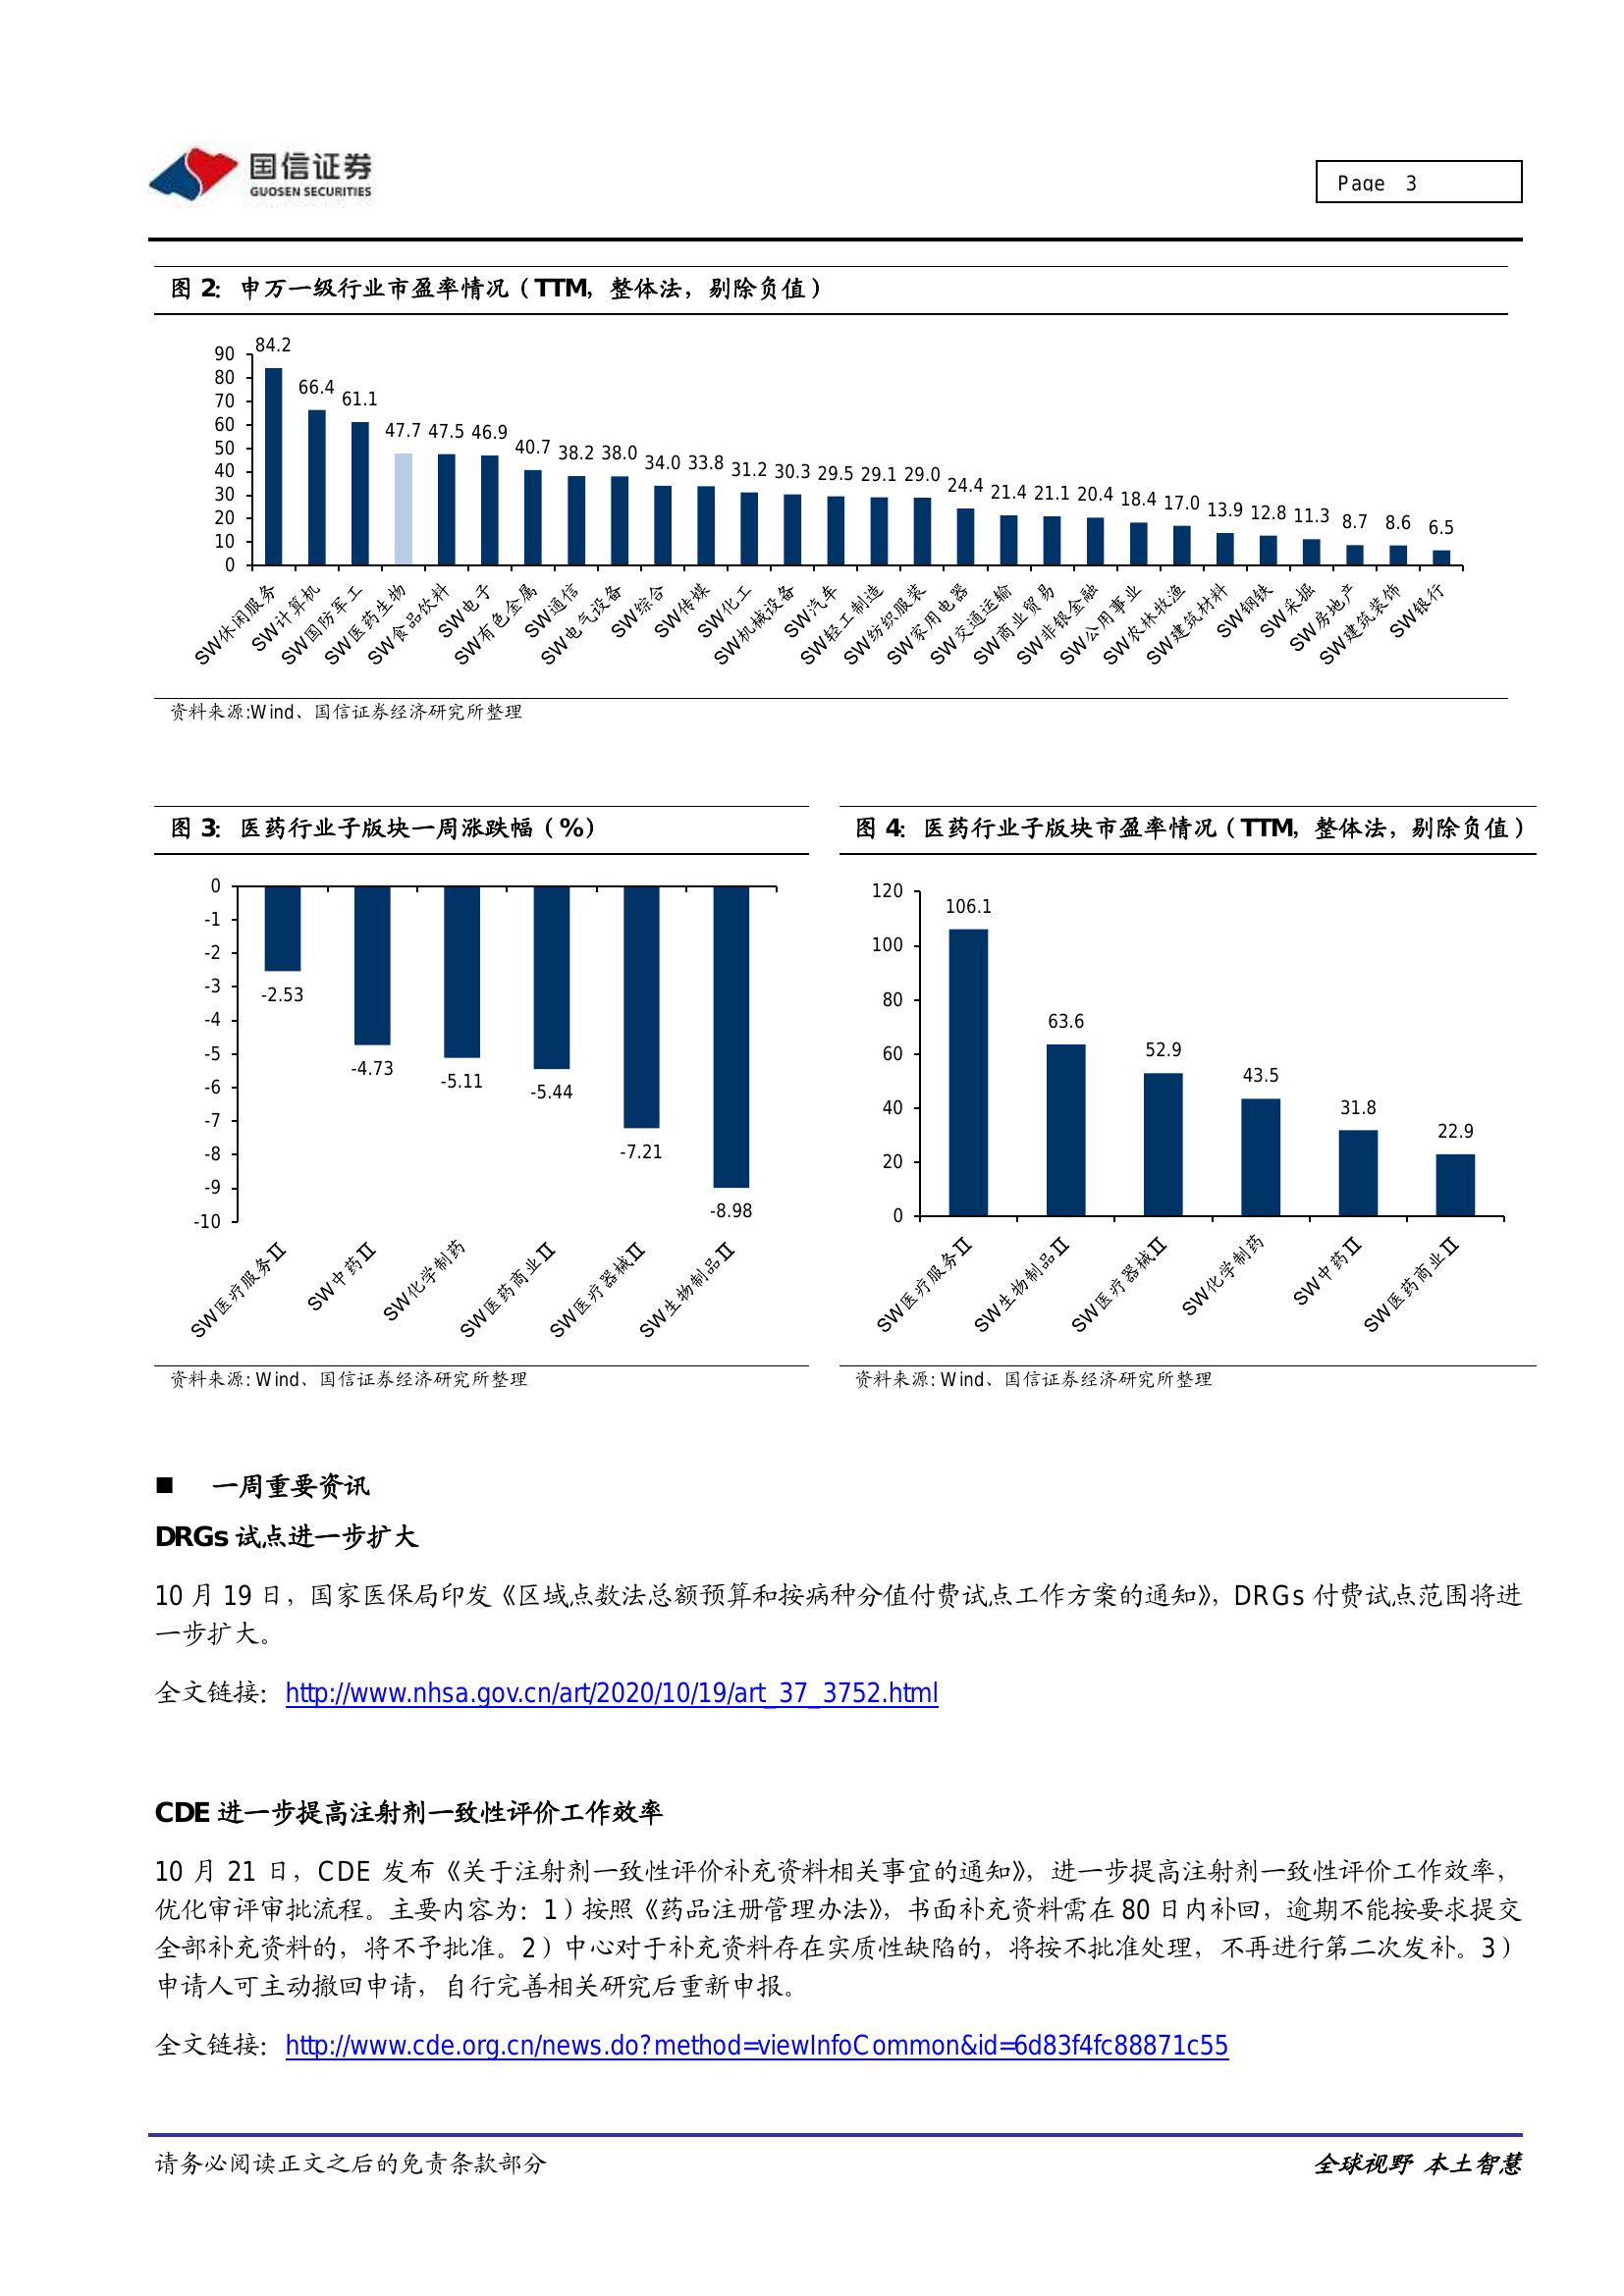 国信证券
GUOSEN SECURITIES
Page 3
图 2: 申万一级行业市盈率情况（TTM，整体法，剔除负值）
90
80
70
60
50
40
30
20
10
0
84.2 66.4 61.1 47.7 47.5 46.9 40.7 38.2 38.0 34.0 33.8 31.2 30.3 29.5 29.1 29.0 24.4 21.4 21.1 20.4 18.4 17.0 13.9 12.8 11.3 8.7 8.6 6.5
SW休闲服务 SW计算机 SW国防军工 SW医药生物 SW食品饮料 SW电子 SW有色金属 SW通信 SW电气设备 SW综合 SW传媒 SW化工 SW机械设备 SW汽车 SW轻工制造 SW纺织服装 SW家用电器 SW交通运输 SW商业贸易 SW非银金融 SW公用事业 SW农林牧渔 SW建筑材料 SW钢铁 SW采掘 SW房地产 SW建筑装饰 SW银行
资料来源:Wind、国信证券经济研究所整理
图 3: 医药行业子版块一周涨跌幅（%）
0
-1
-2
-3
-4
-5
-6
-7
-8
-9
-10
-2.53
-4.73
-5.11
-5.44
-7.21
-8.98
SW医疗服务Ⅱ SW中药Ⅱ SW化学制药 SW医药商业Ⅱ SW医疗器械Ⅱ SW生物制品Ⅱ
资料来源: Wind、国信证券经济研究所整理
图 4: 医药行业子版块市盈率情况（TTM，整体法，剔除负值）
120
100
80
60
40
20
0
106.1
63.6
52.9
43.5
31.8
22.9
SW医疗服务Ⅱ SW生物制品Ⅱ SW医疗器械Ⅱ SW化学制药 SW中药Ⅱ SW医药商业Ⅱ
资料来源: Wind、国信证券经济研究所整理
■ 一周重要资讯
DRGs 试点进一步扩大
10 月 19 日，国家医保局印发《区域点数法总额预算和按病种分值付费试点工作方案的通知》，DRGs 付费试点范围将进
一步扩大。
全文链接：http://www.nhsa.gov.cn/art/2020/10/19/art_37_3752.html
CDE 进一步提高注射剂一致性评价工作效率
10 月 21 日，CDE 发布《关于注射剂一致性评价补充资料相关事宜的通知》，进一步提高注射剂一致性评价工作效率，
优化审评审批流程。主要内容为：1）按照《药品注册管理办法》，书面补充资料需在 80 日内补回，逾期不能按要求提交
全部补充资料的，将不予批准。2）中心对于补充资料存在实质性缺陷的，将按不批准处理，不再进行第二次发补。3）
申请人可主动撤回申请，自行完善相关研究后重新申报。
全文链接：http://www.cde.org.cn/news.do?method=viewInfoCommon&id=6d83f4fc88871c55
请务必阅读正文之后的免责条款部分
全球视野 本土智慧